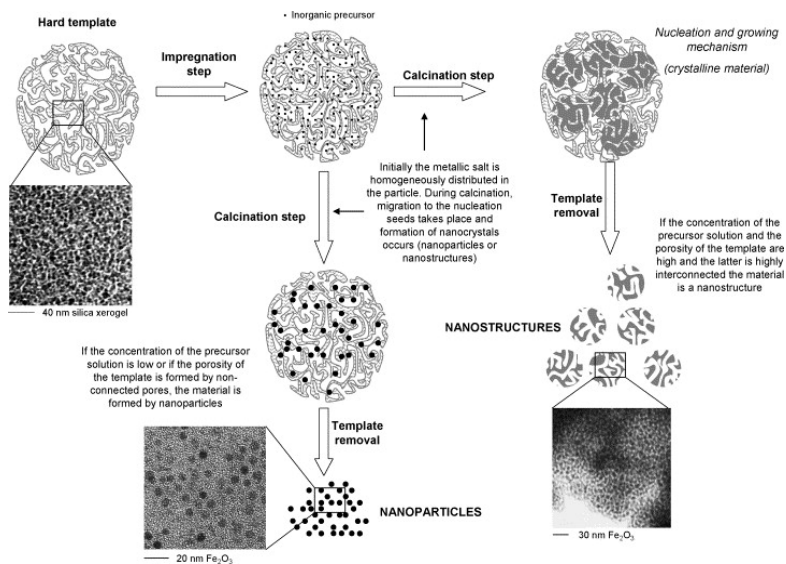 Hard template
Impregnation
step
• Inorganic precursor
Calcination step
Nucleation and growing
mechanism
(crystalline material)
Initially the metallic salt is
homogeneously distributed in
the particle. During calcination,
migration to the nucleation
seeds takes place and
formation of nanocrystals
occurs (nanoparticles or
nanostructures)
Calcination step
Template
removal
If the concentration of the
precursor solution and the
porosity of the template are
high and the latter is highly
interconnected the material
is a nanostructure
40 nm silica xerogel
NANOSTRUCTURES
If the concentration of the precursor
solution is low or if the porosity of
the template is formed by non-
connected pores, the material is
formed by nanoparticles
Template
removal
NANOPARTICLES
20 nm Fe₂O₃
30 nm Fe₂O₃